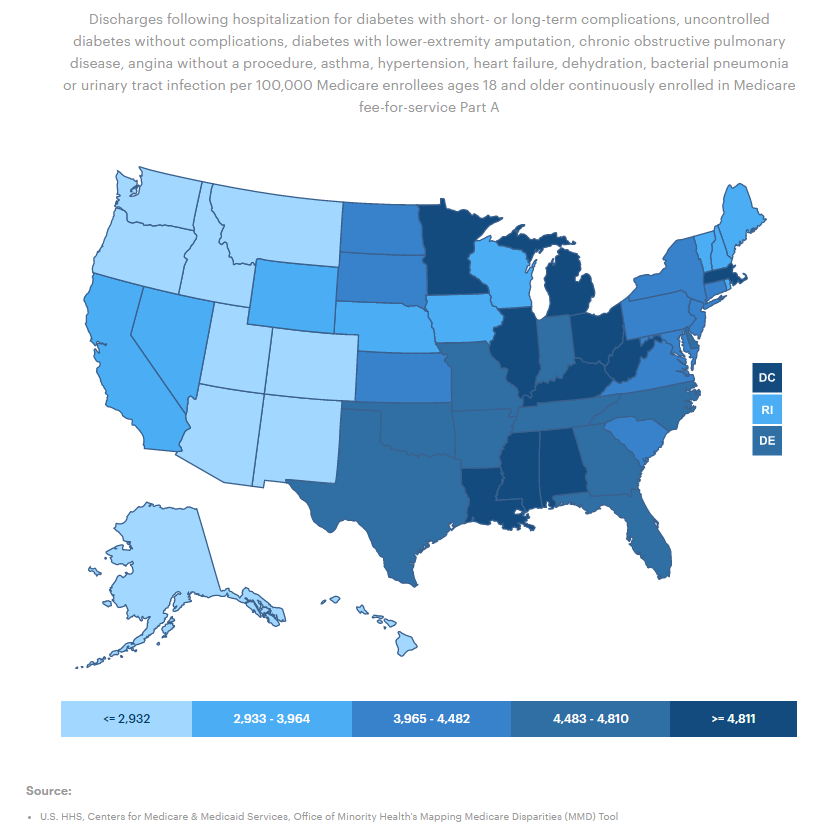 Discharges following hospitalization for diabetes with short- or long-term complications, uncontrolled
diabetes without complications, diabetes with lower-extremity amputation, chronic obstructive pulmonary
disease, angina without a procedure, asthma, hypertension, heart failure, dehydration, bacterial pneumonia
or urinary tract infection per 100,000 Medicare enrollees ages 18 and older continuously enrolled in Medicare
fee-for-service Part A
DC
RI
DE
<= 2,932
2,933 - 3,964
3,965 - 4,482
4,483 - 4,810
>= 4,811
Source:
• U.S. HHS, Centers for Medicare & Medicaid Services, Office of Minority Health's Mapping Medicare Disparities (MMD) Tool